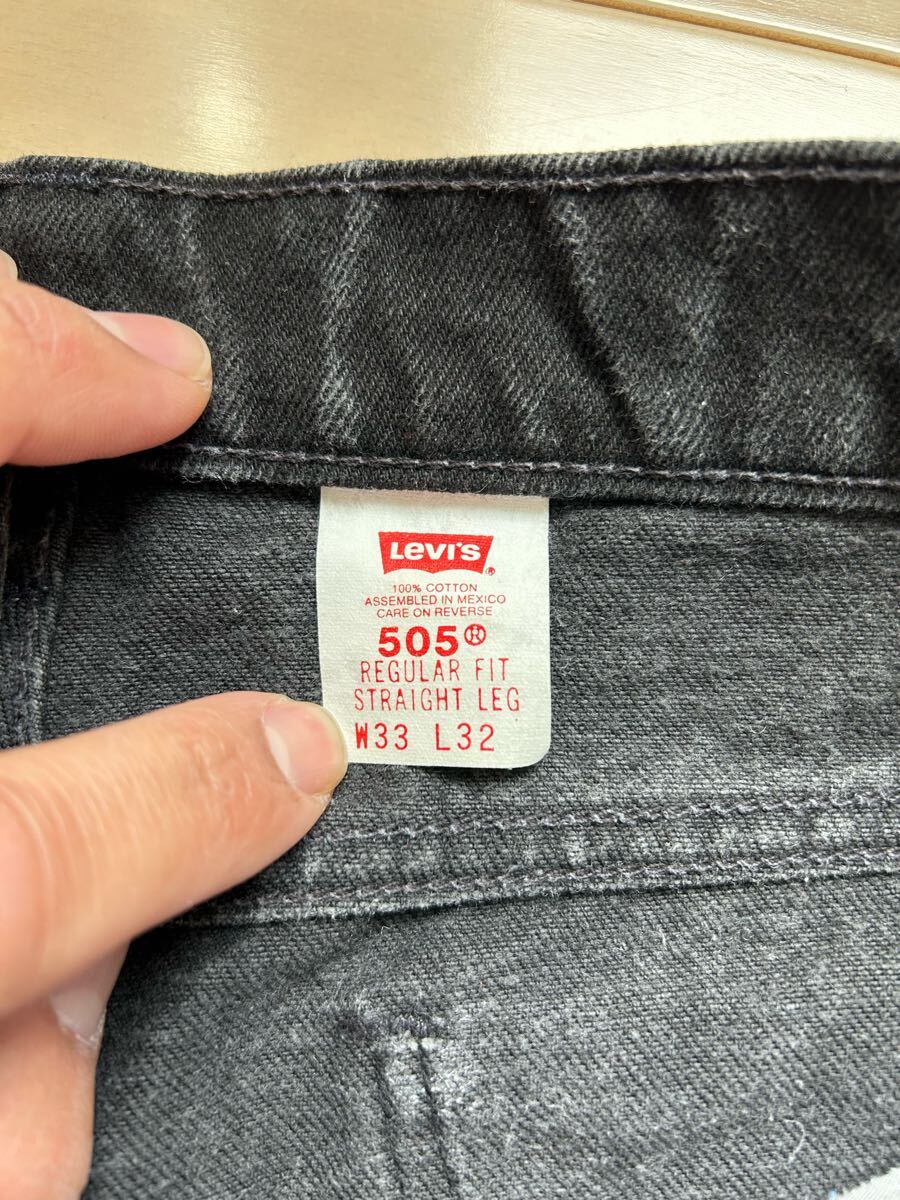 Levi's®
100% COTTON
ASSEMBLED IN MEXICO
CARE ON REVERSE
505®
REGULAR FIT
STRAIGHT LEG
W33 L32